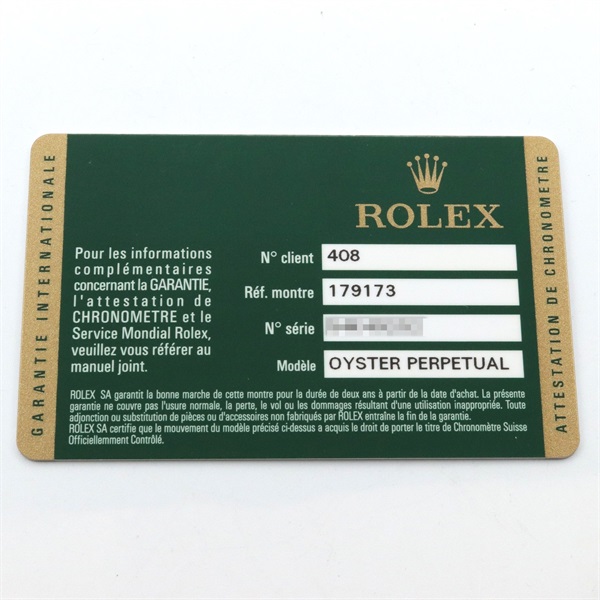 GARANTIE INTERNATIONALE
ROLEX
Pour les informations
complémentaires
concernant la GARANTIE,
l'attestation de
CHRONOMETRE et le
Service Mondial Rolex,
veuillez vous référer au
manuel joint.
N° client 408
Réf. montre 179173
N° série
Modèle OYSTER PERPETUAL
ROLEX SA garantit la bonne marche de cette montre pour la durée de deux ans à partir de la date d'achat. La présente
garantie ne couvre pas l'usure normale, la perte, le vol ou les dommages résultant d'une utilisation inappropriée. Toute
adjonction ou substitution de pièces ou d'accessoires non fabriqués par ROLEX entraîne la fin de la garantie.
ROLEX SA certifie que le mouvement du modèle précisé ci-dessus a acquis le droit de porter le titre de Chronomètre Suisse
Officiellemment Contrôlé.
ATTESTATION DE CHRONOMETRE